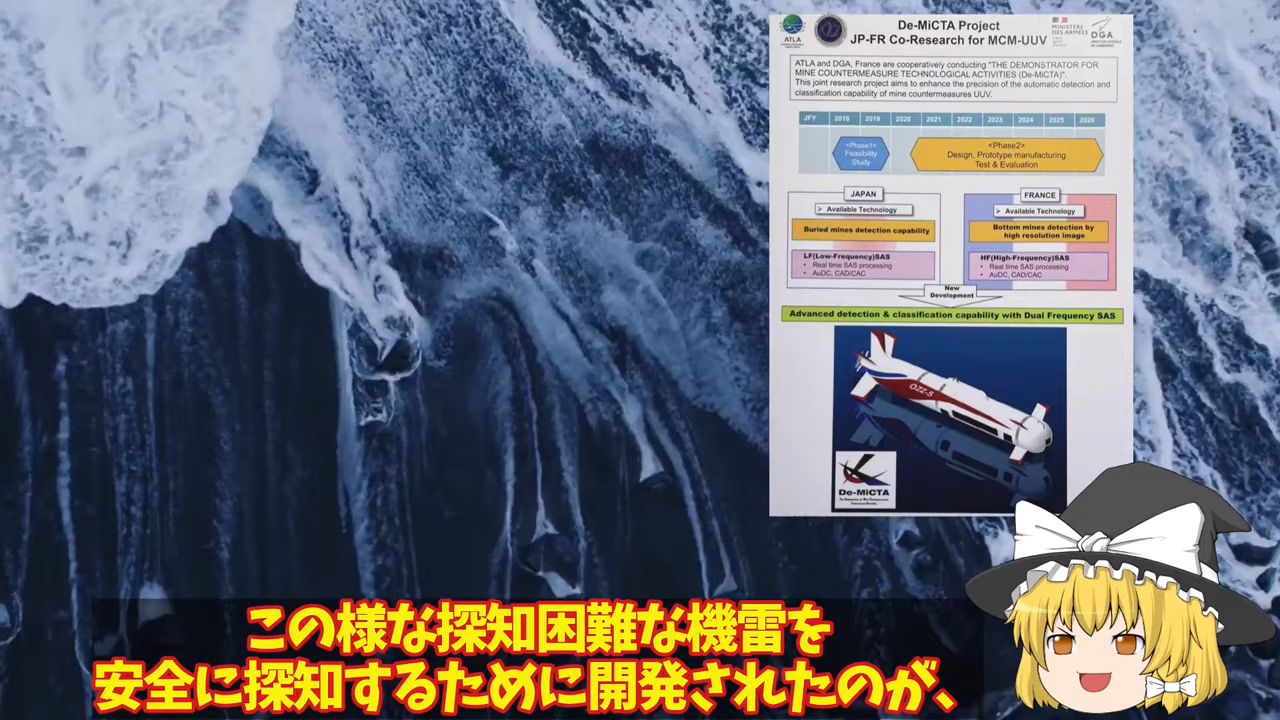 De-MiCTA Project
JP-FR Co-Research for MCM-UUV
ATLA
MINISTÈRE
DES ARMÉES
DGA
ATLA and DGA, France are cooperatively conducting "THE DEMONSTRATOR FOR
MINE COUNTERMEASURE TECHNOLOGICAL ACTIVITIES (De-MiCTA)".
This joint research project aims to enhance the precision of the automatic detection and
classification capability of mine countermeasures UUV.
JFY 2018 2019 2020 2021 2022 2023 2024 2025 2026
<Phase1>
Feasibility
Study
<Phase2>
Design, Prototype manufacturing
Test & Evaluation
JAPAN
Available Technology
Buried mines detection capability
LF(Low-Frequency)SAS
• Real time SAS processing
• AuDC, CAD/CAC
FRANCE
Available Technology
Bottom mines detection by
high resolution image
HF(High-Frequency)SAS
• Real time SAS processing
• AuDC, CAD/CAC
New
Development
Advanced detection & classification capability with Dual Frequency SAS
OZZ-5
De-MiCTA
この様な探知困難な機雷を
安全に探知するために開発されたのが、